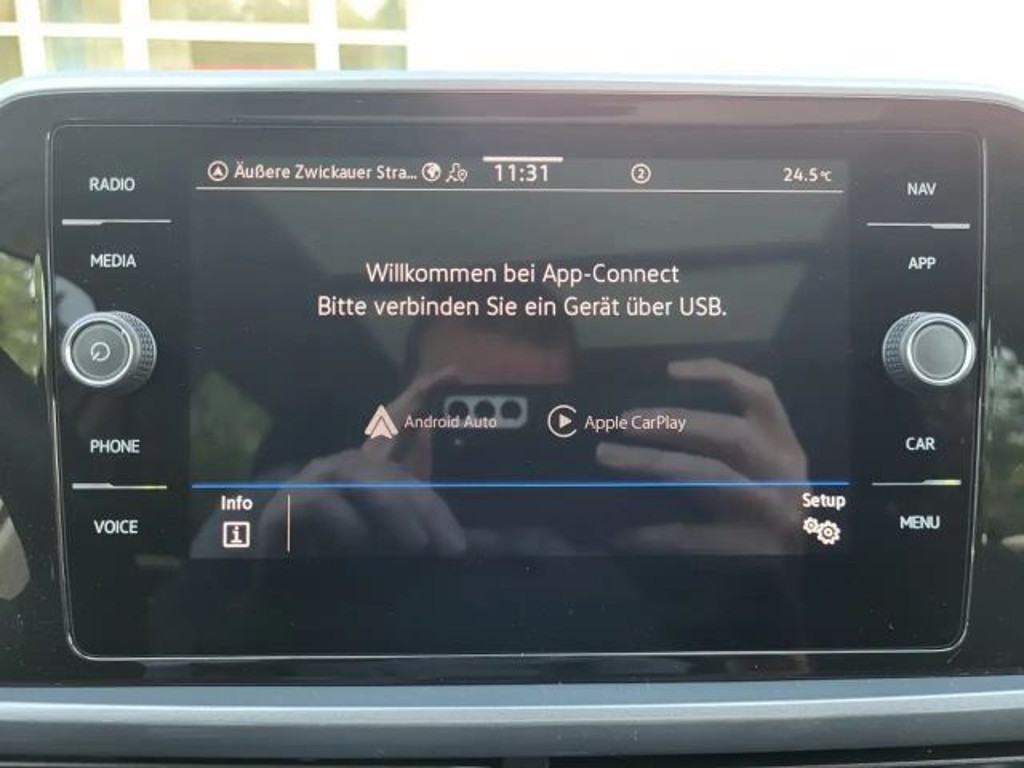 RADIO
MEDIA
PHONE
VOICE
Äußere Zwickauer Stra... 11:31 2 24.5°C
Willkommen bei App-Connect
Bitte verbinden Sie ein Gerät über USB.
Android Auto Apple CarPlay
Info Setup
i
NAV
APP
CAR
MENU